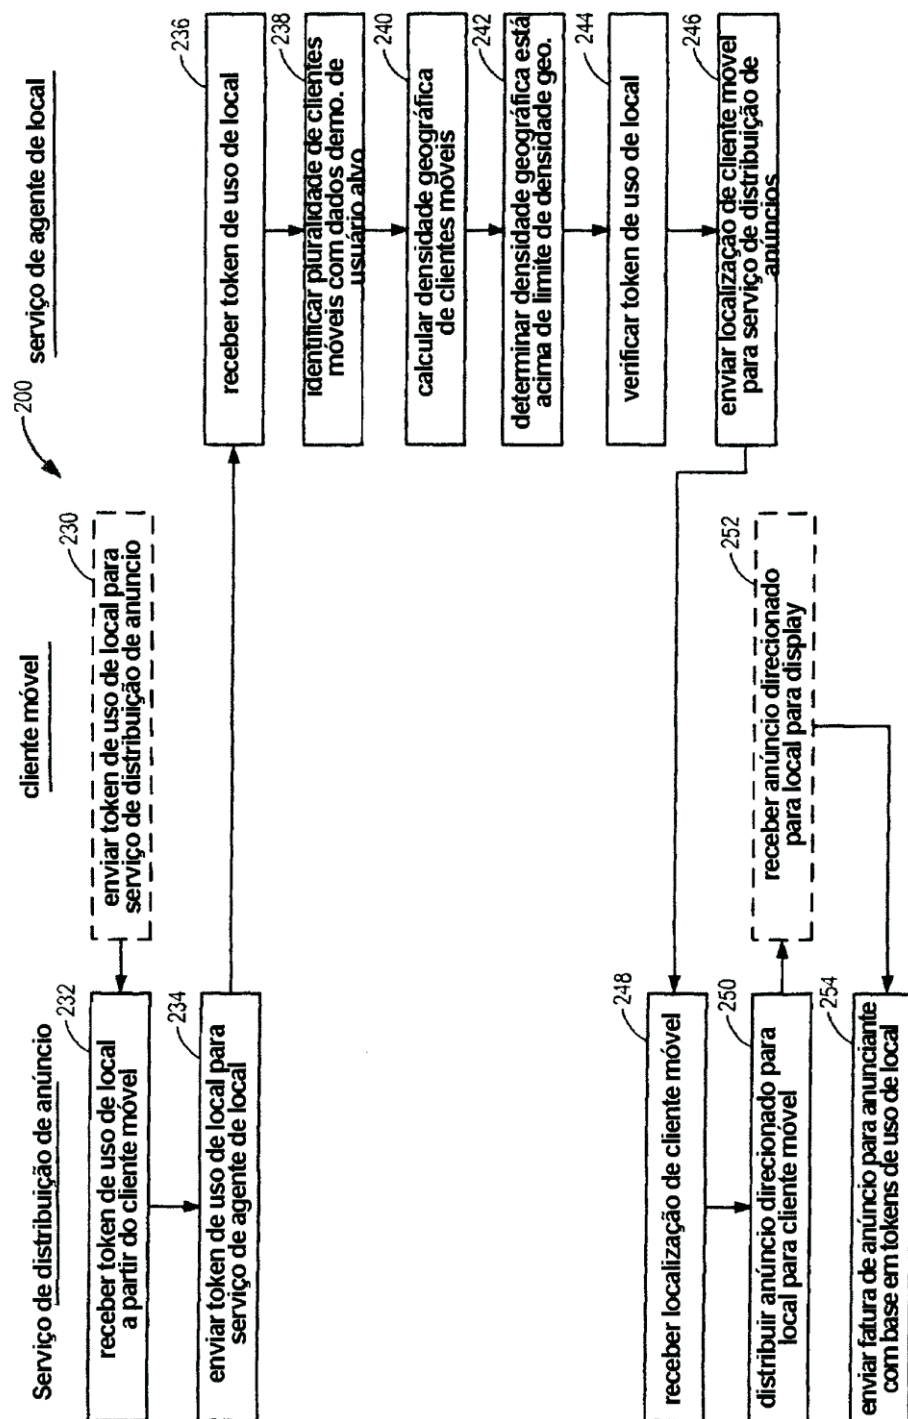 Serviço de distribuição de anúncio
cliente móvel
serviço de agente de local
200
230
enviar token de uso de local para
serviço de distribuição de anuncio
232
receber token de uso de local
a partir do cliente móvel
234
enviar token de uso de local para
serviço de agente de local
236
receber token de uso de local
238
identificar pluralidade de clientes
móveis com dados demo. de
usuário alvo
240
calcular densidade geográfica
de clientes móveis
242
determinar densidade geográfica está
acima de limite de densidade geo.
244
verificar token de uso de local
246
enviar localização de cliente movel
para serviço de distribuição de
anúncios
248
receber localização de cliente móvel
250
distribuir anúncio direcionado para
local para cliente móvel
252
receber anúncio direcionado
para local para display
254
enviar fatura de anúncio para anunciante
com base em tokens de uso de local